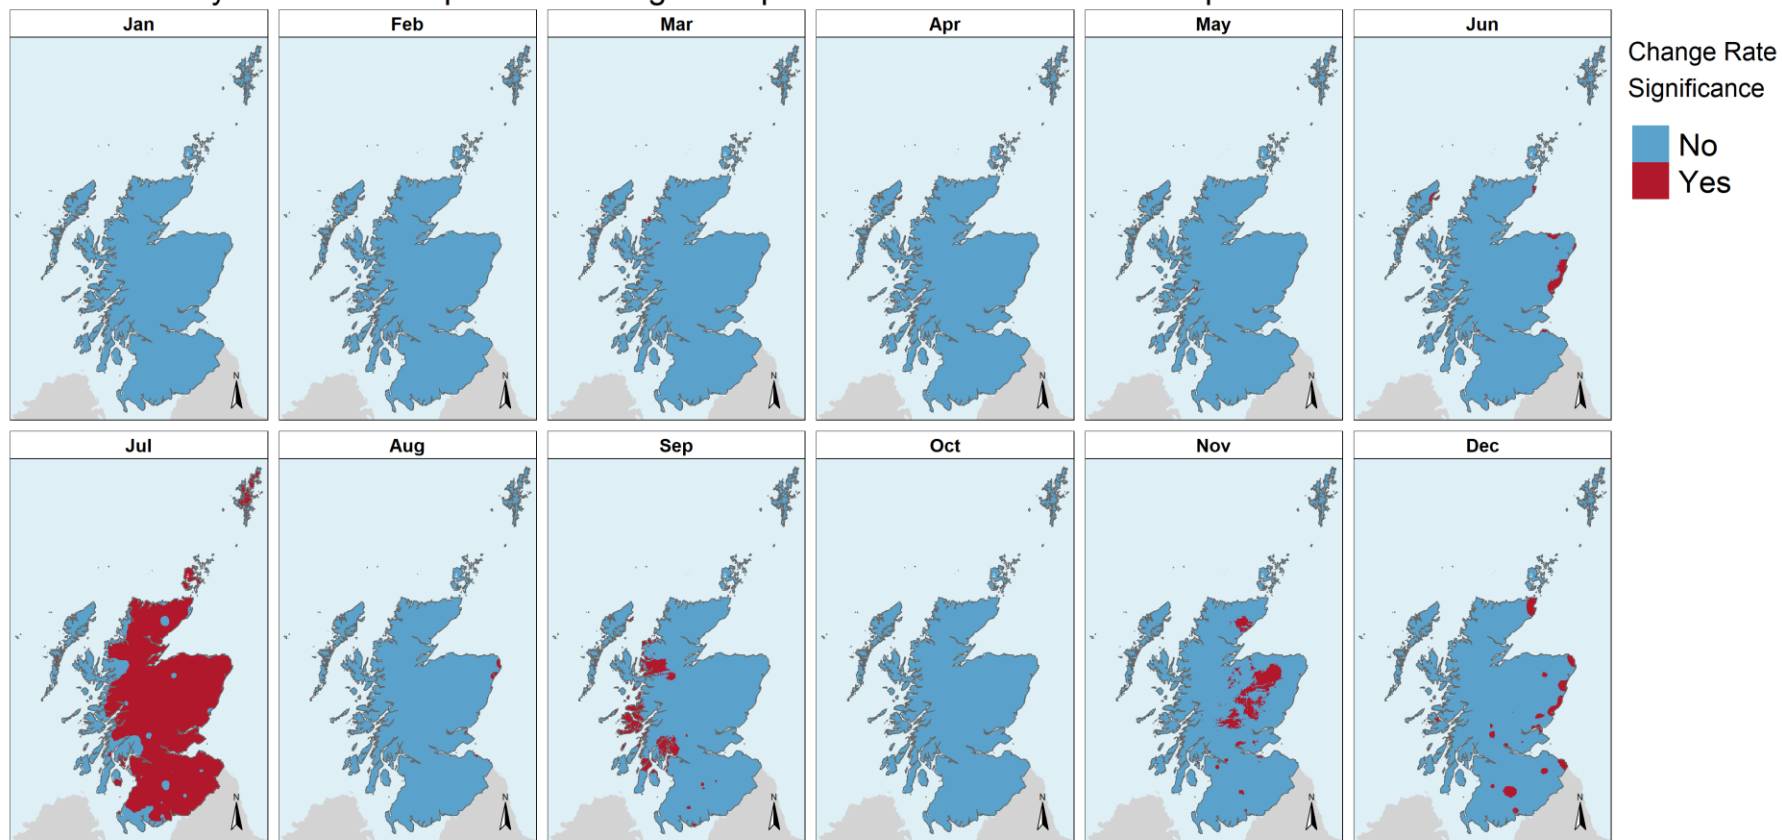 Jan
Feb
Mar
Apr
May
Jun
Change Rate
Significance
No
Yes
N
N
N
N
N
N
Jul
Aug
Sep
Oct
Nov
Dec
N
N
N
N
N
N